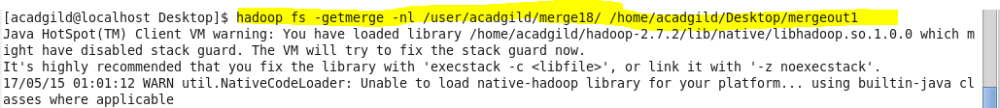 [acadgild@localhost Desktop]$ hadoop fs -getmerge -nl /user/acadgild/merge18/ /home/acadgild/Desktop/mergeout1
Java HotSpot(TM) Client VM warning: You have loaded library /home/acadgild/hadoop-2.7.2/lib/native/libhadoop.so.1.0.0 which m
ight have disabled stack guard. The VM will try to fix the stack guard now.
It's highly recommended that you fix the library with 'execstack -c <libfile>', or link it with '-z noexecstack'.
17/05/15 01:01:12 WARN util.NativeCodeLoader: Unable to load native-hadoop library for your platform... using builtin-java cl
asses where applicable